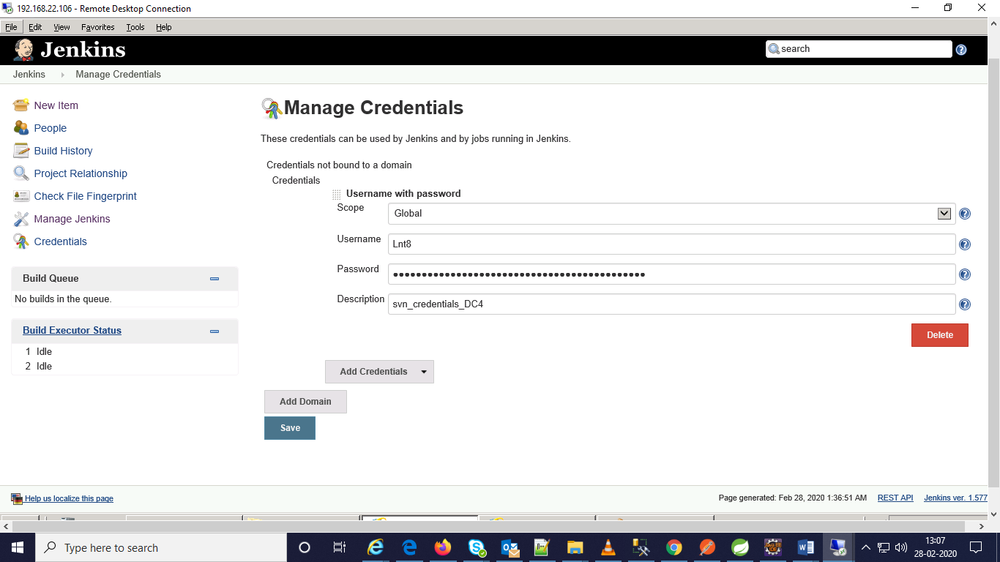 192.168.22.106 - Remote Desktop Connection
File Edit View Favorites Tools Help
Jenkins
search
Jenkins Manage Credentials
New Item
People
Build History
Project Relationship
Check File Fingerprint
Manage Jenkins
Credentials
Build Queue
No builds in the queue.
Build Executor Status
1 Idle
2 Idle
Manage Credentials
These credentials can be used by Jenkins and by jobs running in Jenkins.
Credentials not bound to a domain
Credentials
Username with password
Scope Global
Username Lnt8
Password ••••••••••••••••••••••••••••••••••••••••••••
Description svn_credentials_DC4
Delete
Add Credentials
Add Domain
Save
Help us localize this page
Page generated: Feb 28, 2020 1:36:51 AM REST API Jenkins ver. 1.577
Type here to search
13:07
28-02-2020